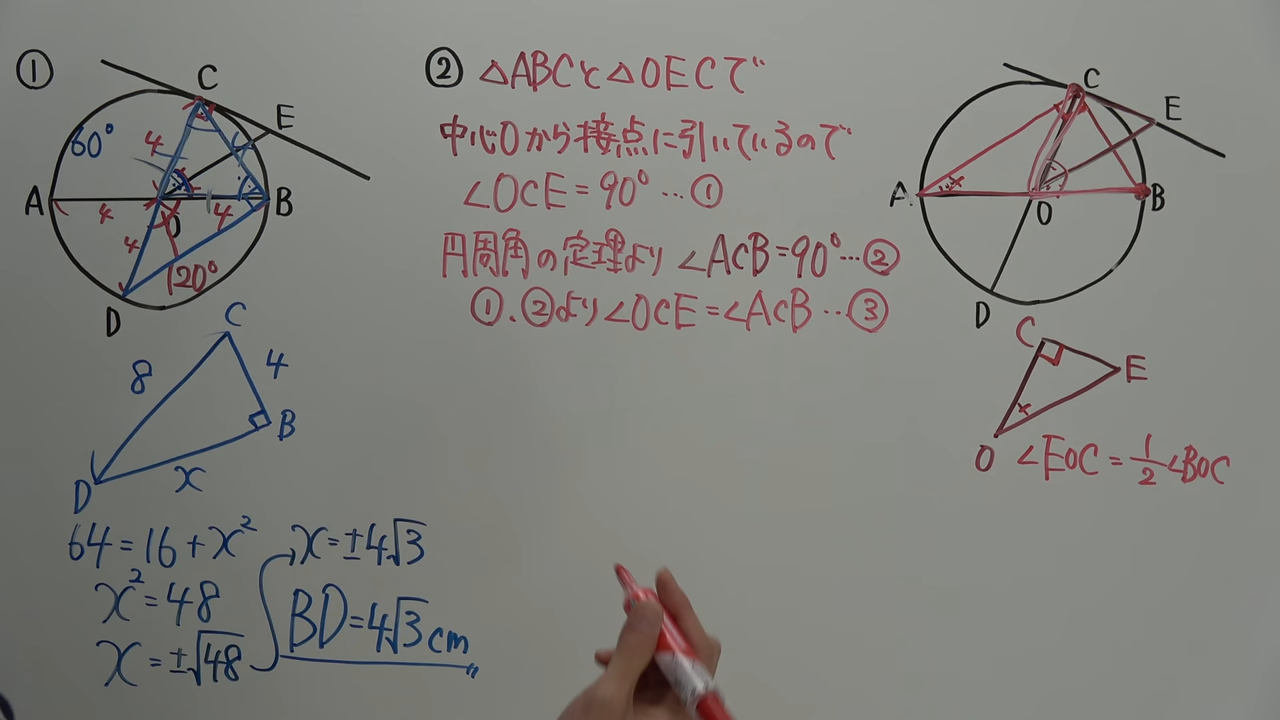 ①
C
E
60°
4
A
B
4
4
O
4
120°
D
C
8
4
B
D
x
64=16+x²
x²=48
x=±√48
x=±4√3
BD=4√3cm
② △ABCと△OECで
中心Oから接点に引いているので
∠OCE=90°…①
円周角の定理より∠ACB=90°…②
①.②より∠OCE=∠ACB…③
C
E
A
B
O
D
C
E
O
∠EOC=1/2∠BOC